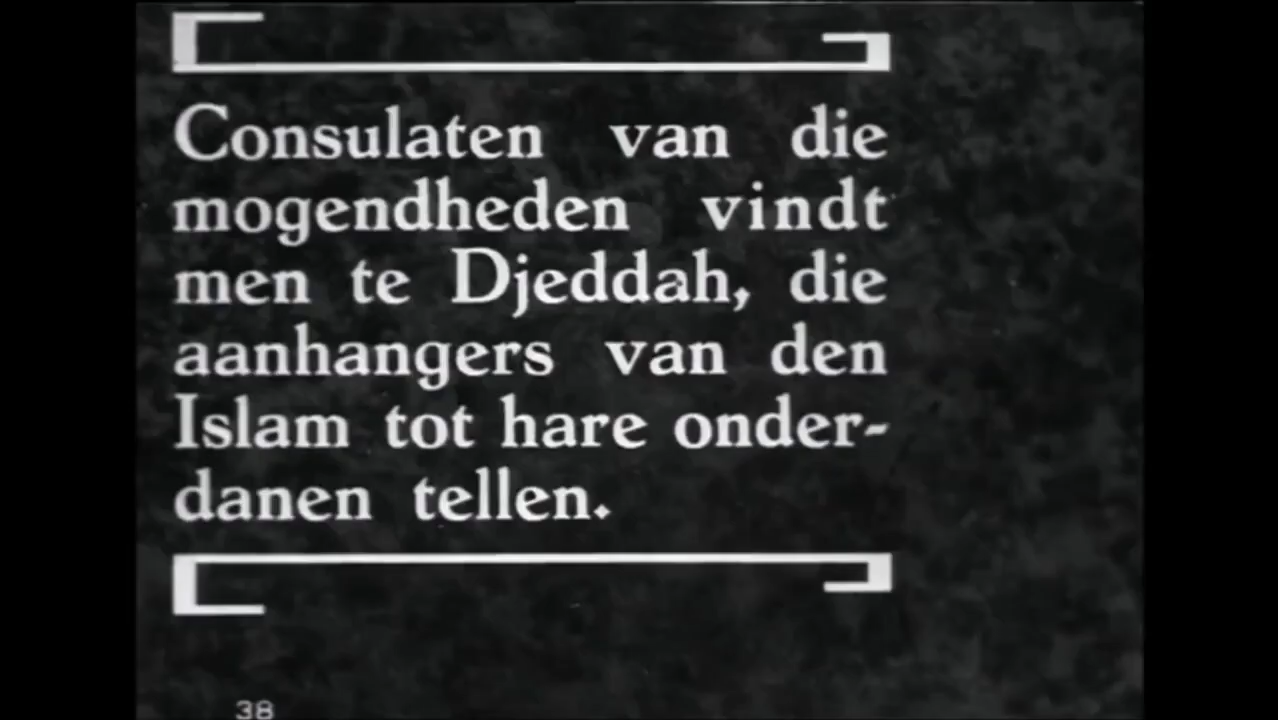 Consulaten van die
mogendheden vindt
men te Djeddah, die
aanhangers van den
Islam tot hare onder-
danen tellen.
38